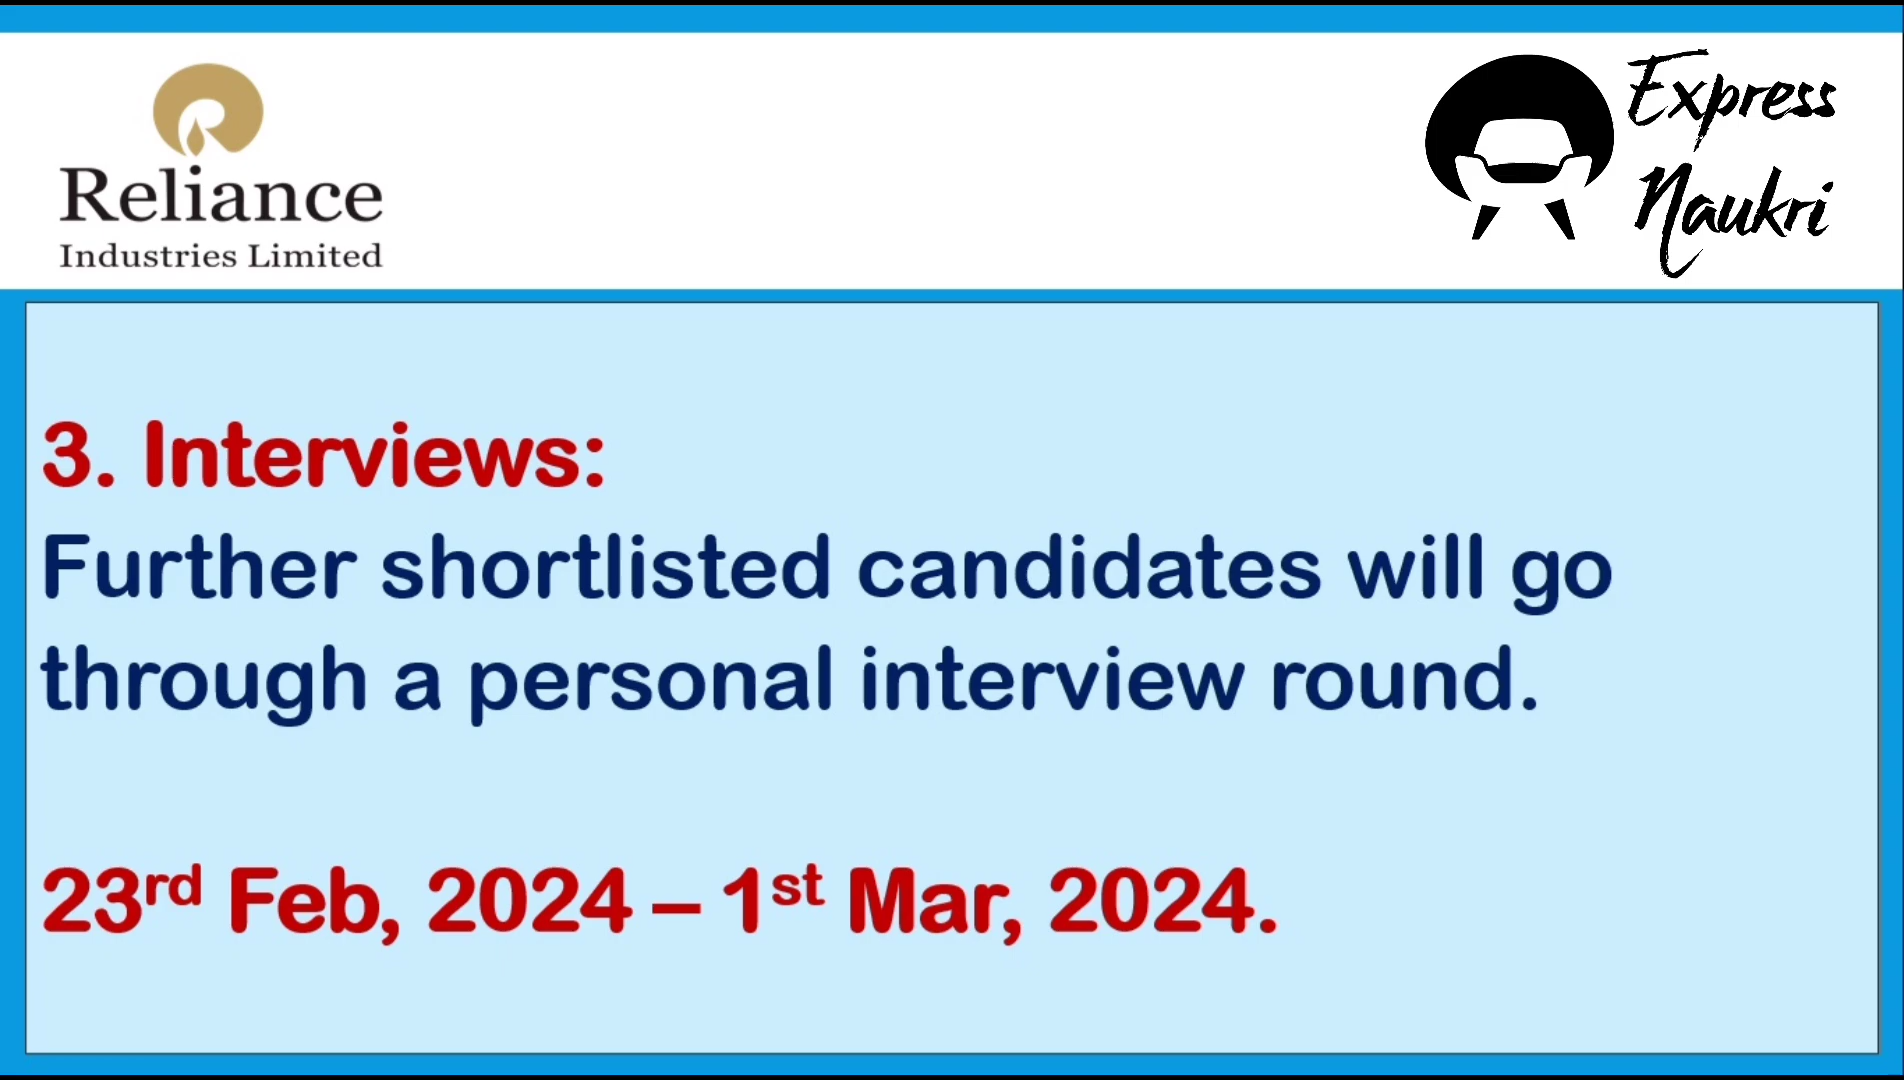 Reliance
Industries Limited
Express
Naukri
3. Interviews:
Further shortlisted candidates will go
through a personal interview round.
23rd Feb, 2024 – 1st Mar, 2024.